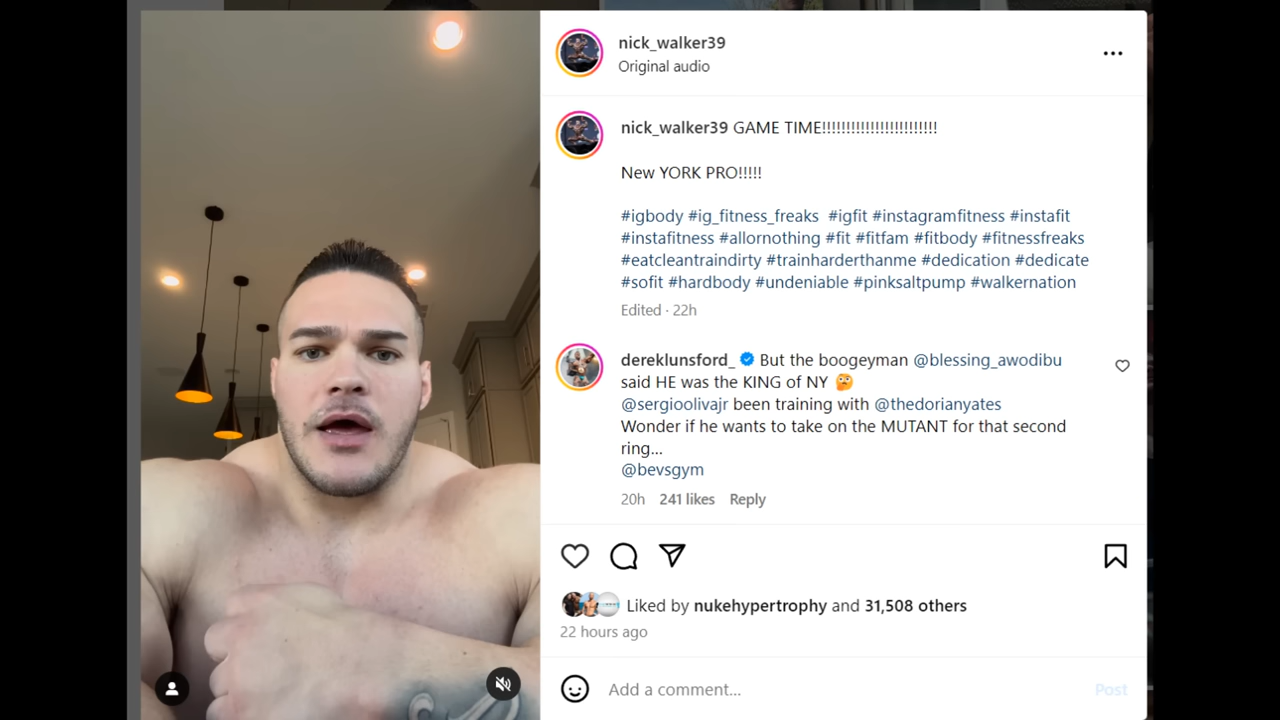 nick_walker39
Original audio
nick_walker39 GAME TIME!!!!!!!!!!!!!!!!!!!!!!!!
New YORK PRO!!!!!
#igbody #ig_fitness_freaks #igfit #instagramfitness #instafit
#instafitness #allornothing #fit #fitfam #fitbody #fitnessfreaks
#eatcleantraindirty #trainharderthanme #dedication #dedicate
#sofit #hardbody #undeniable #pinksaltpump #walkernation
Edited · 22h
dereklunsford_ But the boogeyman @blessing_awodibu
said HE was the KING of NY 🫣
@sergioolivajr been training with @thedorianyates
Wonder if he wants to take on the MUTANT for that second
ring...
@bevsgym
20h 241 likes Reply
Liked by nukehypertrophy and 31,508 others
22 hours ago
Add a comment...
Post